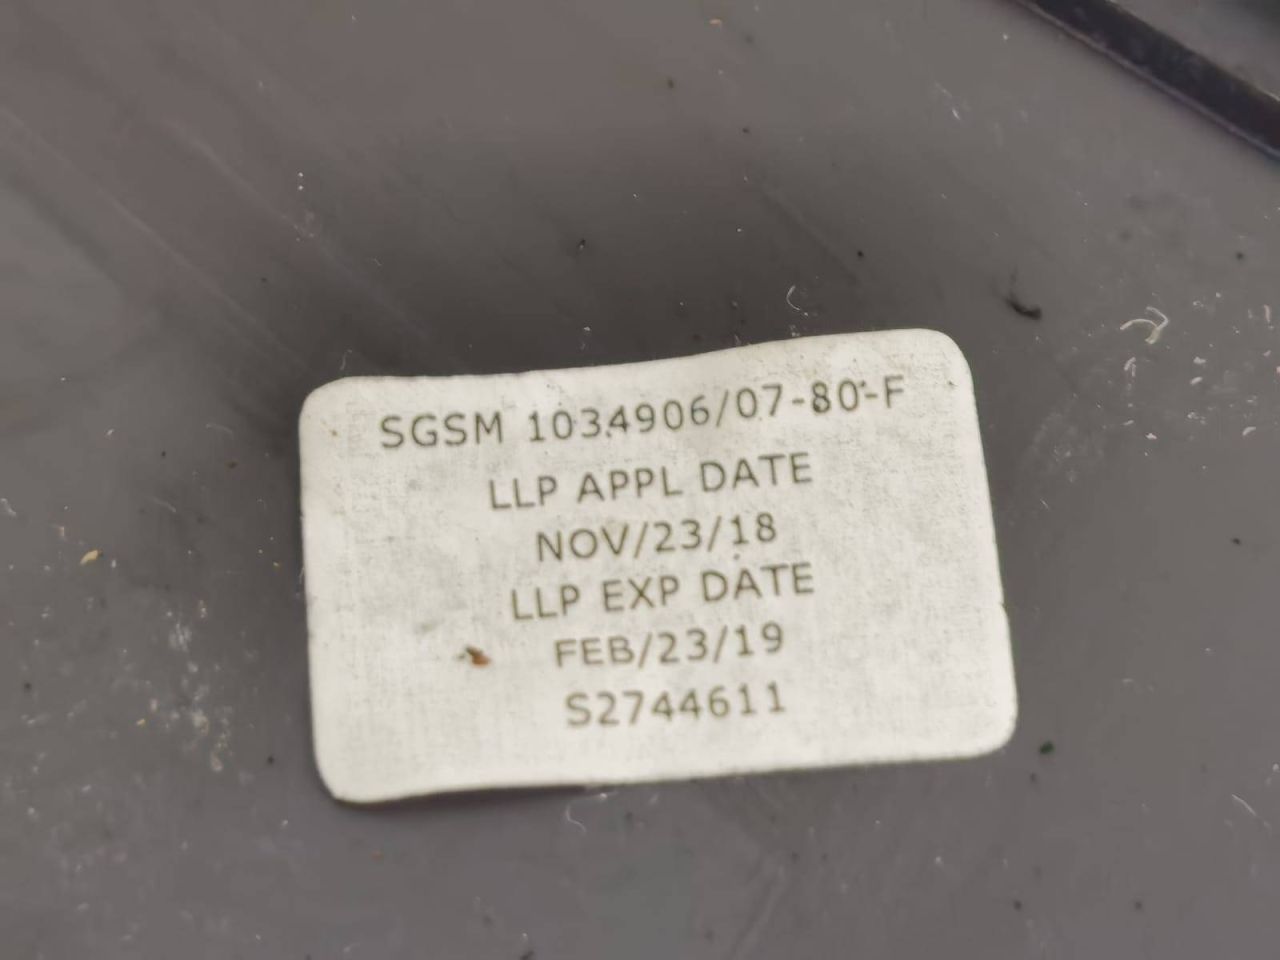 SGSM 1034906/07-80-F
LLP APPL DATE
NOV/23/18
LLP EXP DATE
FEB/23/19
S2744611